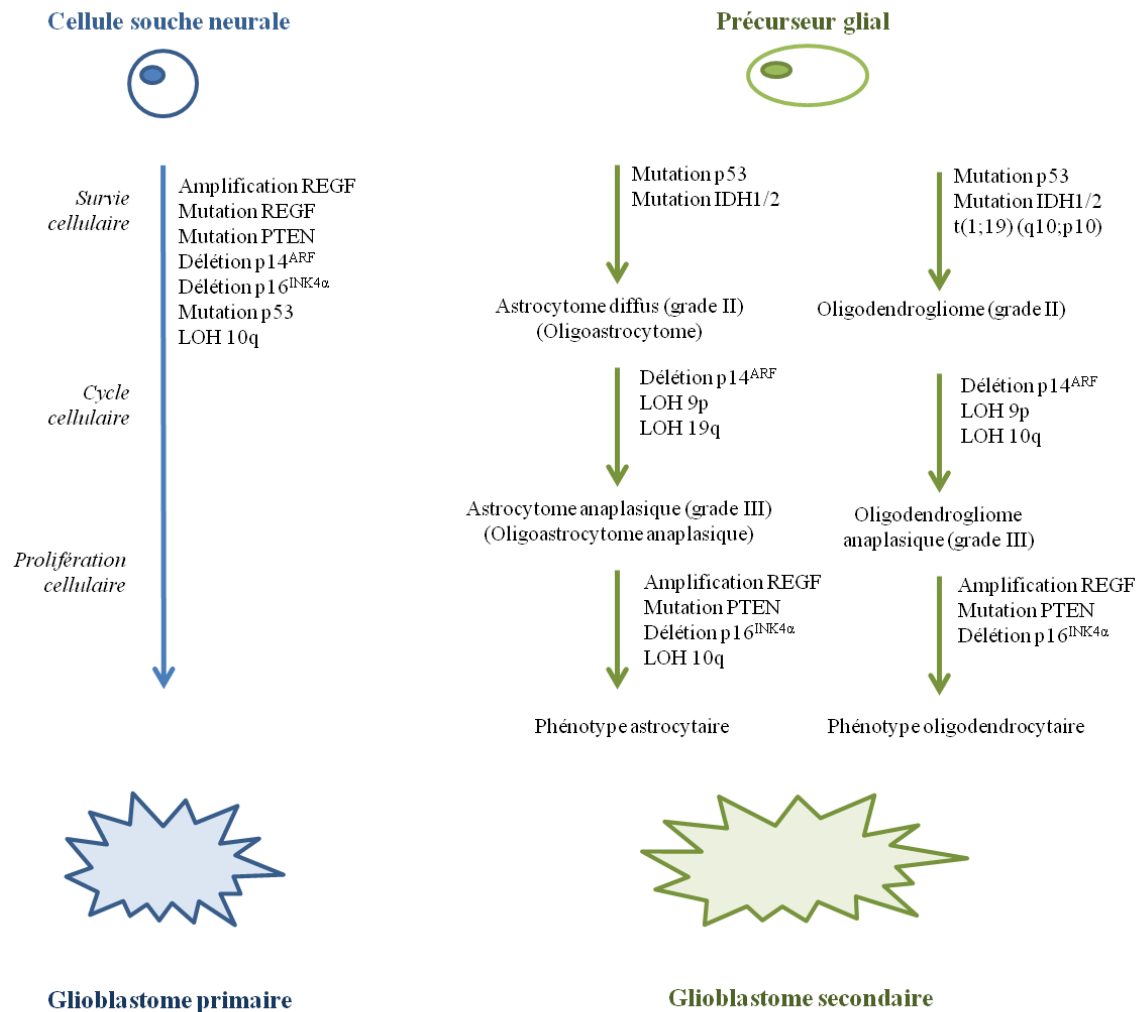 Cellule souche neurale
Précurseur glial
Survie
cellulaire
Cycle
cellulaire
Prolifération
cellulaire
Amplification REGF
Mutation REGF
Mutation PTEN
Délétion p14ARF
Délétion p16INK4α
Mutation p53
LOH 10q
Mutation p53
Mutation IDH1/2
Astrocytome diffus (grade II)
(Oligoastrocytome)
Délétion p14ARF
LOH 9p
LOH 19q
Astrocytome anaplasique (grade III)
(Oligoastrocytome anaplasique)
Amplification REGF
Mutation PTEN
Délétion p16INK4α
LOH 10q
Phénotype astrocytaire
Mutation p53
Mutation IDH1/2
t(1;19) (q10;p10)
Oligodendrogliome (grade II)
Délétion p14ARF
LOH 9p
LOH 10q
Oligodendrogliome
anaplasique (grade III)
Amplification REGF
Mutation PTEN
Délétion p16INK4α
Phénotype oligodendrocytaire
Glioblastome primaire
Glioblastome secondaire